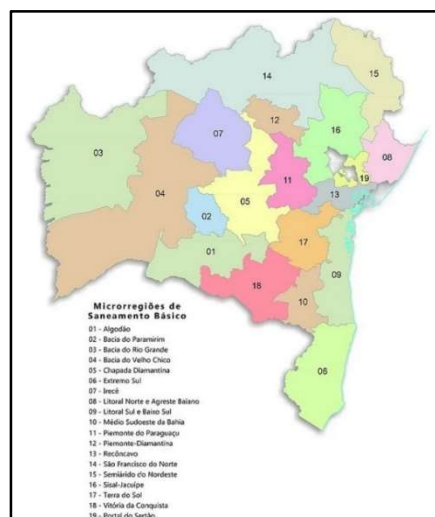 14
15
12
16
07
03
08
19
11
04
05
13
02
17
01
09
18
10
06
Microrregiões de
Saneamento Básico
01 - Algodão
02 - Bacia do Paramirim
03 - Bacia do Rio Grande
04 - Bacia do Velho Chico
05 - Chapada Diamantina
06 - Extremo Sul
07 - Irecê
08 - Litoral Norte e Agreste Baiano
09 - Litoral Sul e Baixo Sul
10 - Médio Sudoeste da Bahia
11 - Piemonte do Paraguaçu
12 - Piemonte-Diamantina
13 - Recôncavo
14 - São Francisco do Norte
15 - Semiárido do Nordeste
16 - Sisal-Jacuípe
17 - Terra do Sol
18 - Vitória da Conquista
19 - Portal do Sertão